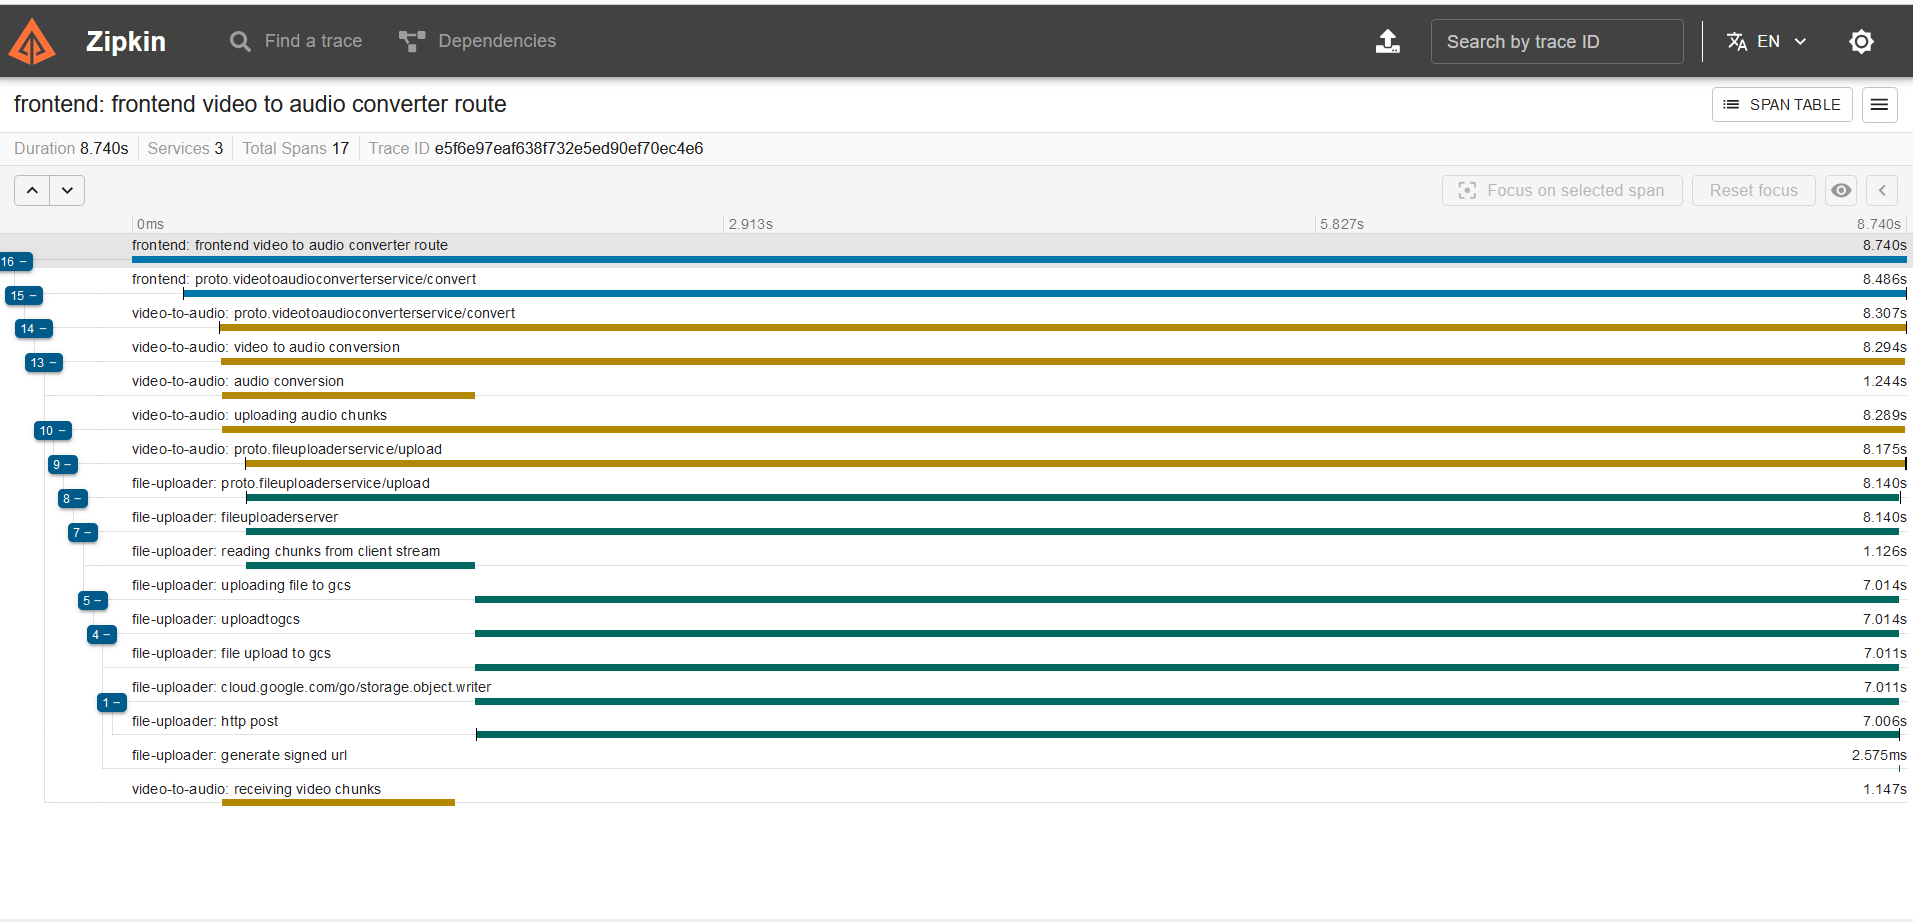 Zipkin Find a trace Dependencies Search by trace ID EN
frontend: frontend video to audio converter route SPAN TABLE
Duration 8.740s Services 3 Total Spans 17 Trace ID e5f6e97eaf638f732e5ed90ef70ec4e6
Focus on selected span Reset focus
0ms 2.913s 5.827s 8.740s
frontend: frontend video to audio converter route 8.740s
16 −
frontend: proto.videotoaudioconverterservice/convert 8.486s
15 −
video-to-audio: proto.videotoaudioconverterservice/convert 8.307s
14 −
video-to-audio: video to audio conversion 8.294s
13 −
video-to-audio: audio conversion 1.244s
video-to-audio: uploading audio chunks 8.289s
10 −
video-to-audio: proto.fileuploaderservice/upload 8.175s
9 −
file-uploader: proto.fileuploaderservice/upload 8.140s
8 −
file-uploader: fileuploaderserver 8.140s
7 −
file-uploader: reading chunks from client stream 1.126s
file-uploader: uploading file to gcs 7.014s
5 −
file-uploader: uploadtogcs 7.014s
4 −
file-uploader: file upload to gcs 7.011s
file-uploader: cloud.google.com/go/storage.object.writer 7.011s
1 −
file-uploader: http post 7.006s
file-uploader: generate signed url 2.575ms
video-to-audio: receiving video chunks 1.147s